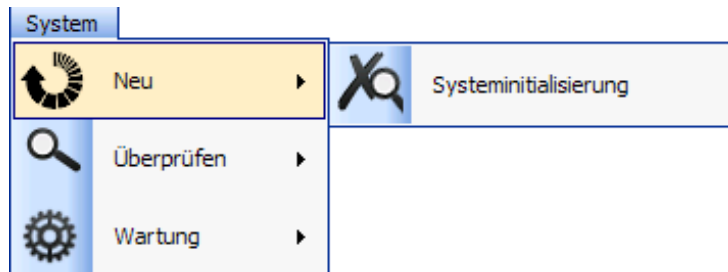 System
Neu
Systeminitialisierung
Überprüfen
Wartung